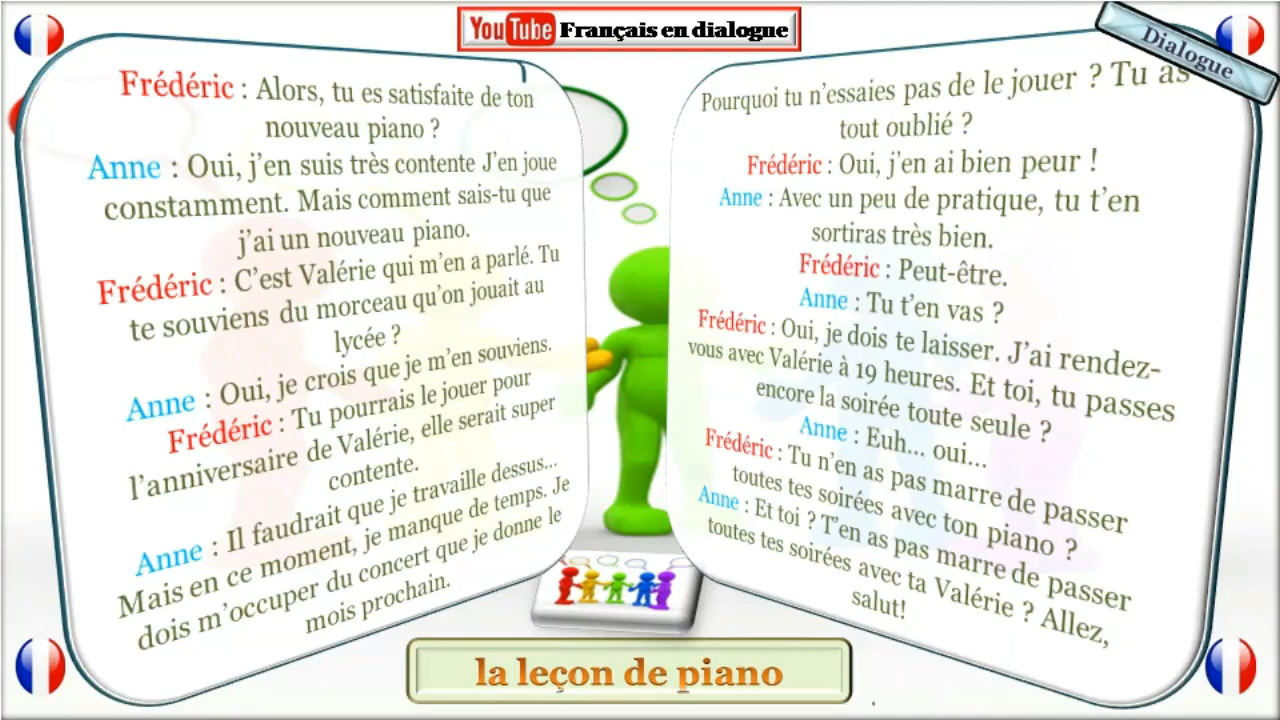 YouTube Français en dialogue
Dialogue
Frédéric : Alors, tu es satisfaite de ton
nouveau piano ?
Anne : Oui, j'en suis très contente J'en joue
constamment. Mais comment sais-tu que
j'ai un nouveau piano.
Frédéric : C'est Valérie qui m'en a parlé. Tu
te souviens du morceau qu'on jouait au
lycée ?
Anne : Oui, je crois que je m'en souviens.
Frédéric : Tu pourrais le jouer pour
l'anniversaire de Valérie, elle serait super
contente.
Anne : Il faudrait que je travaille dessus...
Mais en ce moment, je manque de temps. Je
dois m'occuper du concert que je donne le
mois prochain.
Pourquoi tu n'essaies pas de le jouer ? Tu as
tout oublié ?
Frédéric : Oui, j'en ai bien peur !
Anne : Avec un peu de pratique, tu t'en
sortiras très bien.
Frédéric : Peut-être.
Anne : Tu t'en vas ?
Frédéric : Oui, je dois te laisser. J'ai rendez-
vous avec Valérie à 19 heures. Et toi, tu passes
encore la soirée toute seule ?
Anne : Euh... oui...
Frédéric : Tu n'en as pas marre de passer
toutes tes soirées avec ton piano ?
Anne : Et toi ? T'en as pas marre de passer
toutes tes soirées avec ta Valérie ? Allez,
salut!
la leçon de piano